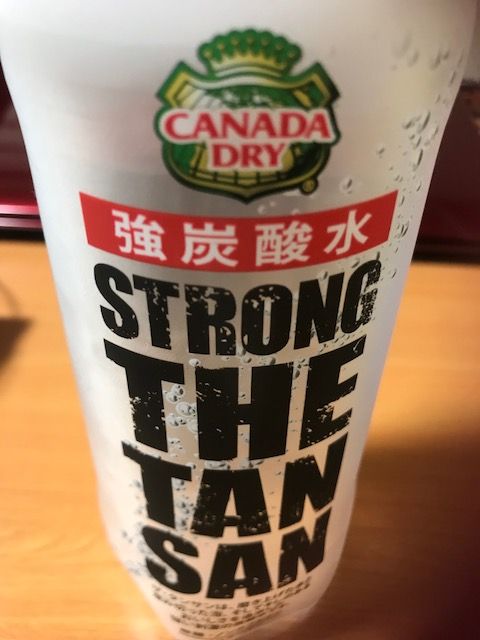 CANADA
DRY
強炭酸水
STRONG
THE
TAN
SAN